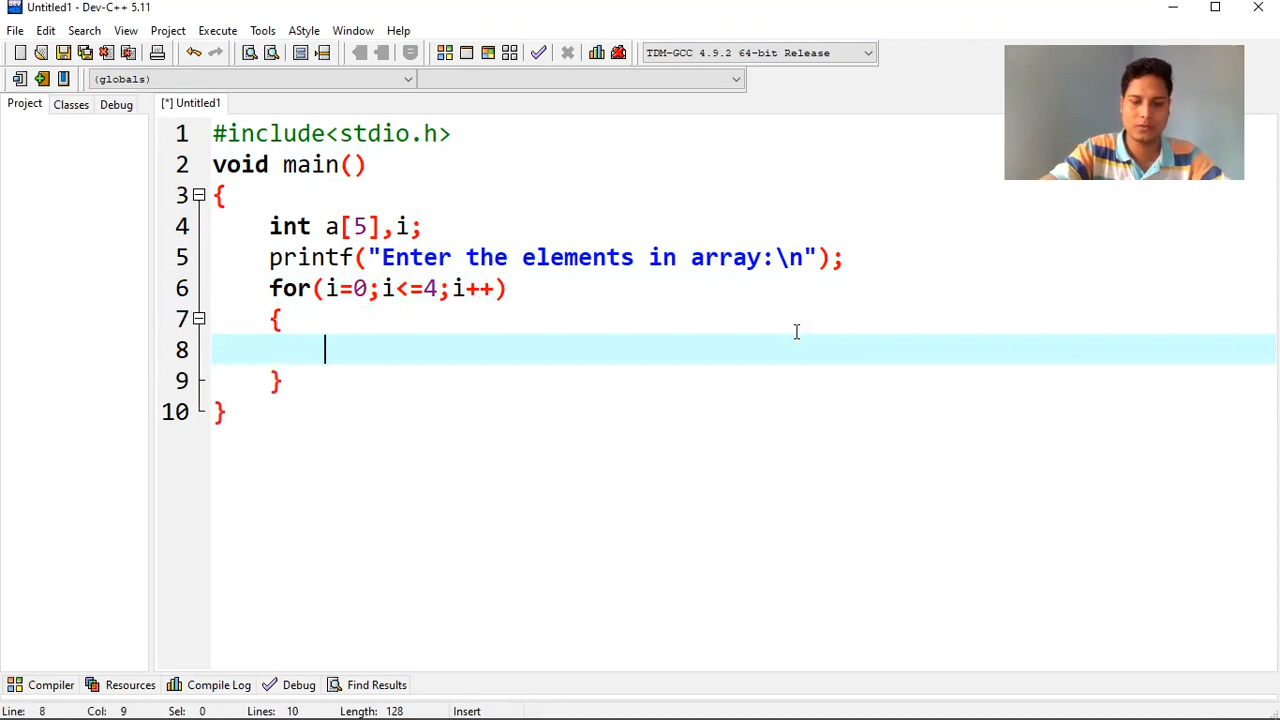 Untitled1 - Dev-C++ 5.11
File Edit Search View Project Execute Tools AStyle Window Help
TDM-GCC 4.9.2 64-bit Release
(globals)
Project Classes Debug [*] Untitled1
1 #include<stdio.h>
2 void main()
3 {
4 int a[5],i;
5 printf("Enter the elements in array:\n");
6 for(i=0;i<=4;i++)
7 {
8
9 }
10 }
Compiler Resources Compile Log Debug Find Results
Line: 8 Col: 9 Sel: 0 Lines: 10 Length: 128 Insert